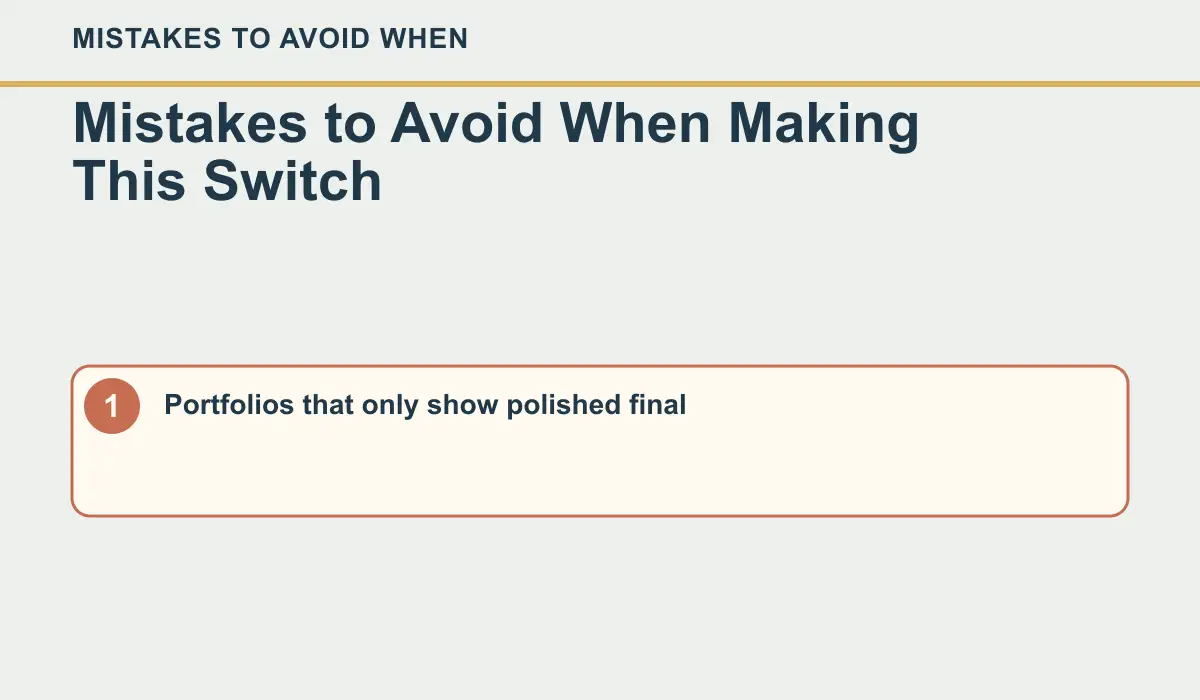 MISTAKES TO AVOID WHEN
Mistakes to Avoid When Making
This Switch
1
Portfolios that only show polished final